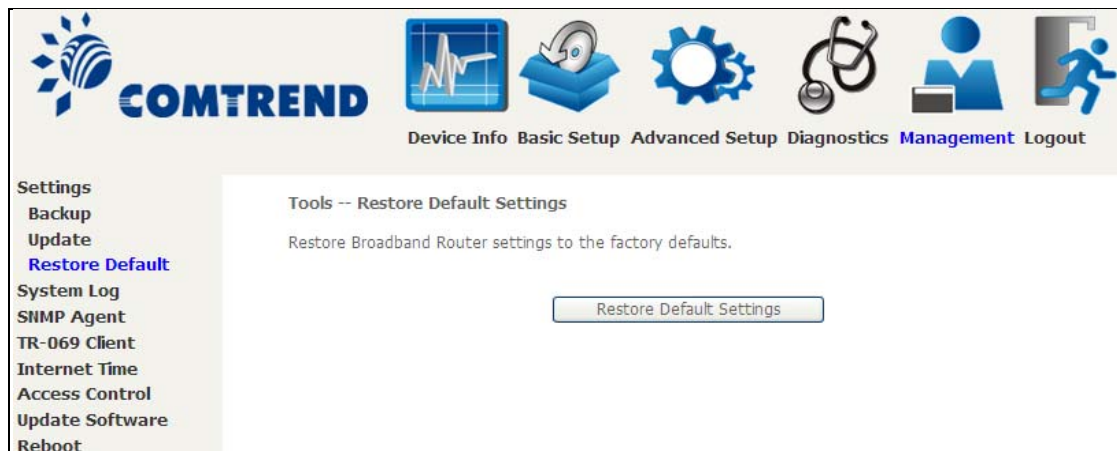 COMTREND
Device Info Basic Setup Advanced Setup Diagnostics Management Logout
Settings
Backup
Update
Restore Default
System Log
SNMP Agent
TR-069 Client
Internet Time
Access Control
Update Software
Reboot
Tools -- Restore Default Settings
Restore Broadband Router settings to the factory defaults.
Restore Default Settings